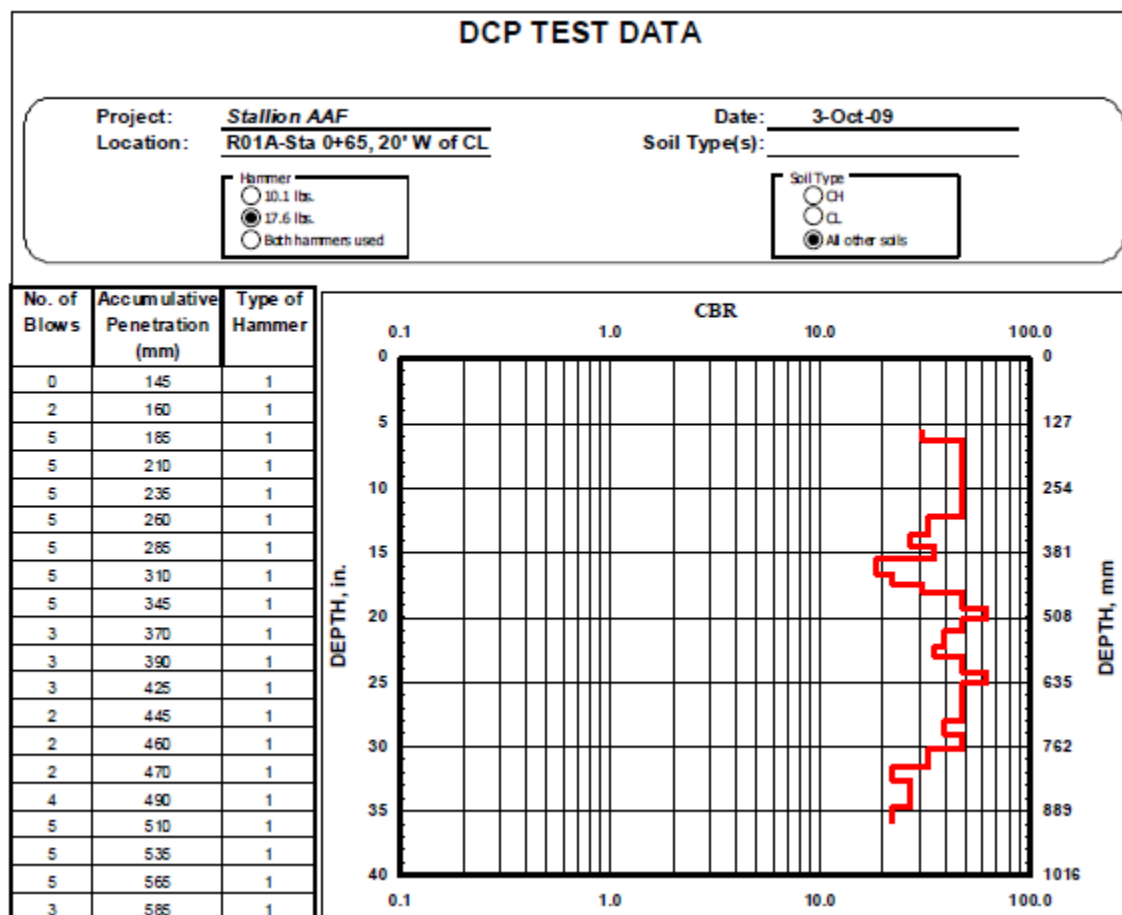 DCP TEST DATA
Project: Stallion AAF Date: 3-Oct-09
Location: R01A-Sta 0+65, 20' W of CL Soil Type(s):
Hammer
10.1 lbs.
17.6 lbs.
Both hammers used
Soil Type
CH
CL
All other soils
No. of Accumulative Type of
Blows Penetration Hammer
(mm)
0 145 1
2 160 1
5 185 1
5 210 1
5 235 1
5 260 1
5 285 1
5 310 1
5 345 1
3 370 1
3 390 1
3 425 1
2 445 1
2 460 1
2 470 1
4 490 1
5 510 1
5 535 1
5 565 1
3 585 1
CBR
0.1 1.0 10.0 100.0
0 0
5 127
10 254
15 381
20 508
25 635
30 762
35 889
40 1016
0.1 1.0 10.0 100.0
DEPTH, in.
DEPTH, mm